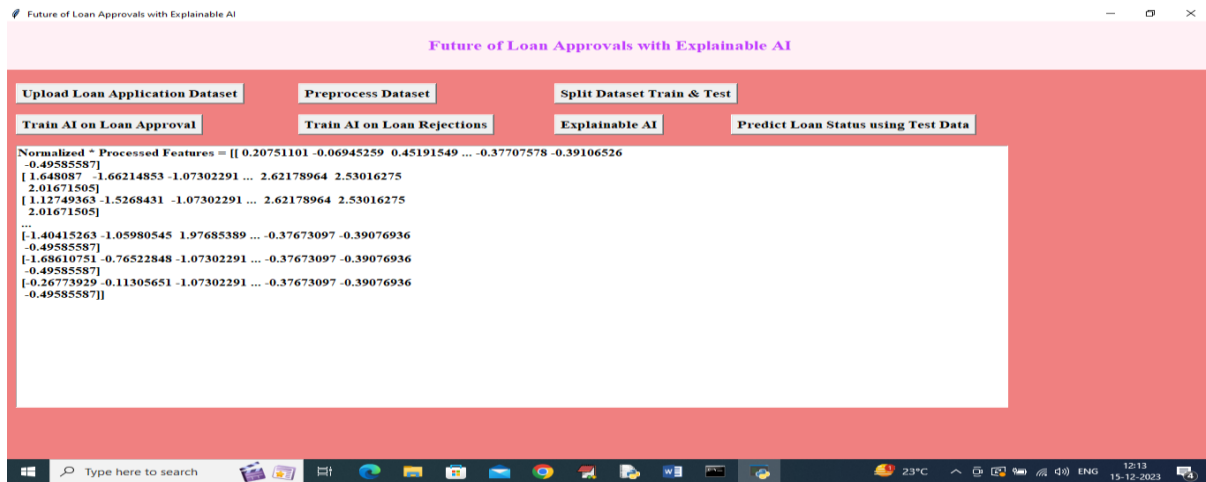 Future of Loan Approvals with Explainable AI
Future of Loan Approvals with Explainable AI
Upload Loan Application Dataset
Preprocess Dataset
Split Dataset Train & Test
Train AI on Loan Approval
Train AI on Loan Rejections
Explainable AI
Predict Loan Status using Test Data
Normalized * Processed Features = [[ 0.20751101 -0.06945259 0.45191549 ... -0.37707578 -0.39106526
-0.49585587]
[ 1.648087 -1.66214853 -1.07302291 ... 2.62178964 2.53016275
2.01671505]
[ 1.12749363 -1.5268431 -1.07302291 ... 2.62178964 2.53016275
2.01671505]
...
[-1.40415263 -1.05980545 1.97685389 ... -0.37673097 -0.39076936
-0.49585587]
[-1.68610751 -0.76522848 -1.07302291 ... -0.37673097 -0.39076936
-0.49585587]
[-0.26773929 -0.11305651 -1.07302291 ... -0.37673097 -0.39076936
-0.49585587]]
Type here to search
23°C
ENG
12:13
15-12-2023
4